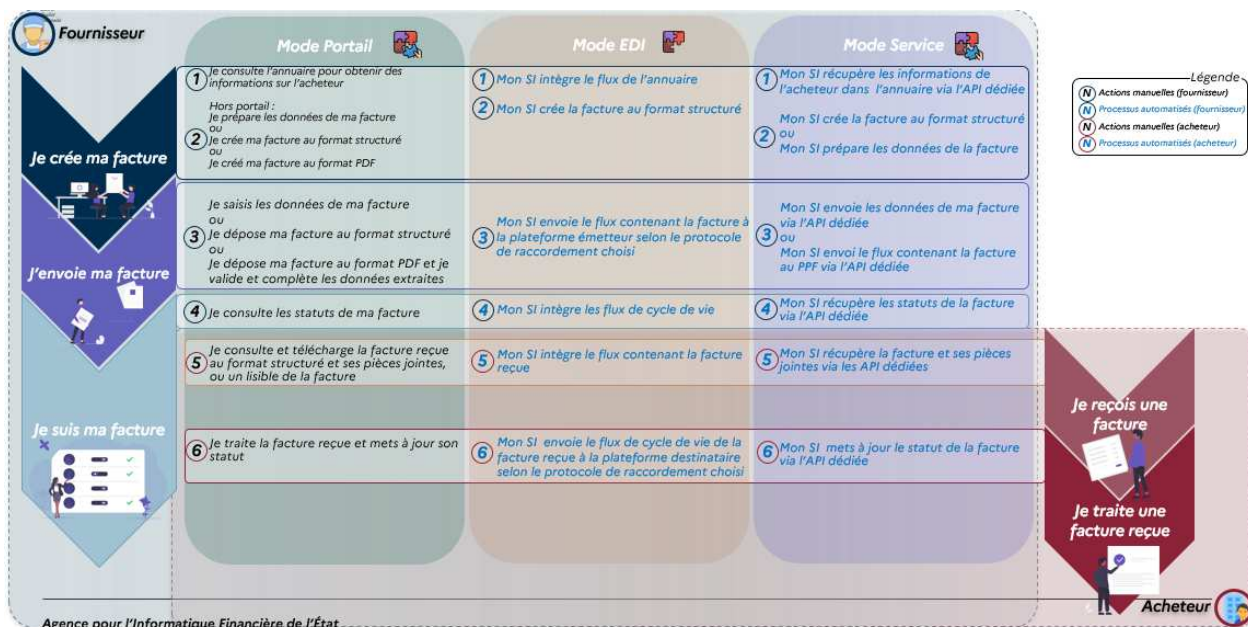 Fournisseur
Mode Portail
Mode EDI
Mode Service
Légende
N Actions manuelles (fournisseur)
N Processus automatisés (fournisseur)
N Actions manuelles (acheteur)
N Processus automatisés (acheteur)
Je crée ma facture
1
Je consulte l'annuaire pour obtenir des
informations sur l'acheteur
Hors portail :
Je prépare les données de ma facture
ou
2
Je crée ma facture au format structuré
ou
Je créé ma facture au format PDF
1 Mon SI intègre le flux de l'annuaire
2 Mon SI crée la facture au format structuré
1
Mon SI récupère les informations de
l'acheteur dans l'annuaire via l'API dédiée
Mon SI crée la facture au format structuré
2 ou
Mon SI prépare les données de la facture
J'envoie ma facture
Je saisis les données de ma facture
ou
3 Je dépose ma facture au format structuré
ou
Je dépose ma facture au format PDF et je
valide et complète les données extraites
Mon SI envoie le flux contenant la facture à
3 la plateforme émetteur selon le protocole
de raccordement choisi
Mon SI envoie les données de ma facture
via l'API dédiée
3 ou
Mon SI envoi le flux contenant la facture
au PPF via l'API dédiée
4 Je consulte les statuts de ma facture
4 Mon SI intègre les flux de cycle de vie
4
Mon SI récupère les statuts de la facture
via l'API dédiée
Je suis ma facture
Je consulte et télécharge la facture reçue
5 au format structuré et ses pièces jointes,
ou un lisible de la facture
5 Mon SI intègre le flux contenant la facture
reçue
5 Mon SI récupère la facture et ses pièces
jointes via les API dédiées
Je reçois une
facture
6 Je traite la facture reçue et mets à jour son
statut
Mon SI envoie le flux de cycle de vie de la
6 facture reçue à la plateforme destinataire
selon le protocole de raccordement choisi
6 Mon SI mets à jour le statut de la facture
via l'API dédiée
Je traite une
facture reçue
Acheteur
Agence pour l'Informatique Financière de l'État